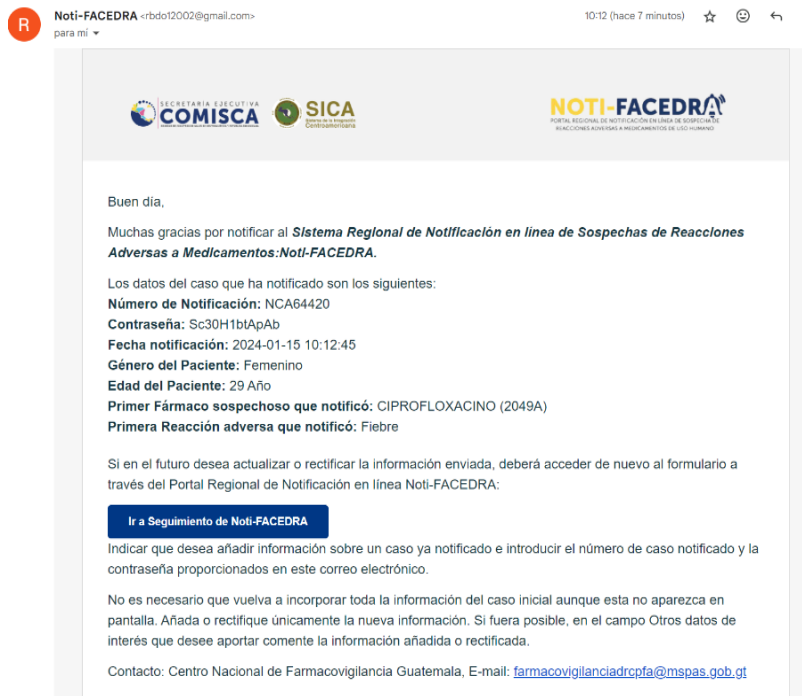 R
Noti-FACEDRA <rbdo12002@gmail.com>
10:12 (hace 7 minutos)
para mí
SECRETARÍA EJECUTIVA
COMISCA
SICA
Sistema de la Integración
Centroamericana
NOTI-FACEDRA
PORTAL REGIONAL DE NOTIFICACIÓN EN LÍNEA DE SOSPECHA DE
REACCIONES ADVERSAS A MEDICAMENTOS DE USO HUMANO
Buen día,
Muchas gracias por notificar al Sistema Regional de Notificación en línea de Sospechas de Reacciones
Adversas a Medicamentos:Noti-FACEDRA.
Los datos del caso que ha notificado son los siguientes:
Número de Notificación: NCA64420
Contraseña: Sc30H1btApAb
Fecha notificación: 2024-01-15 10:12:45
Género del Paciente: Femenino
Edad del Paciente: 29 Año
Primer Fármaco sospechoso que notificó: CIPROFLOXACINO (2049A)
Primera Reacción adversa que notificó: Fiebre
Si en el futuro desea actualizar o rectificar la información enviada, deberá acceder de nuevo al formulario a
través del Portal Regional de Notificación en línea Noti-FACEDRA:
Ir a Seguimiento de Noti-FACEDRA
Indicar que desea añadir información sobre un caso ya notificado e introducir el número de caso notificado y la
contraseña proporcionados en este correo electrónico.
No es necesario que vuelva a incorporar toda la información del caso inicial aunque esta no aparezca en
pantalla. Añada o rectifique únicamente la nueva información. Si fuera posible, en el campo Otros datos de
interés que desee aportar comente la información añadida o rectificada.
Contacto: Centro Nacional de Farmacovigilancia Guatemala, E-mail: farmacovigilanciadrcpfa@mspas.gob.gt